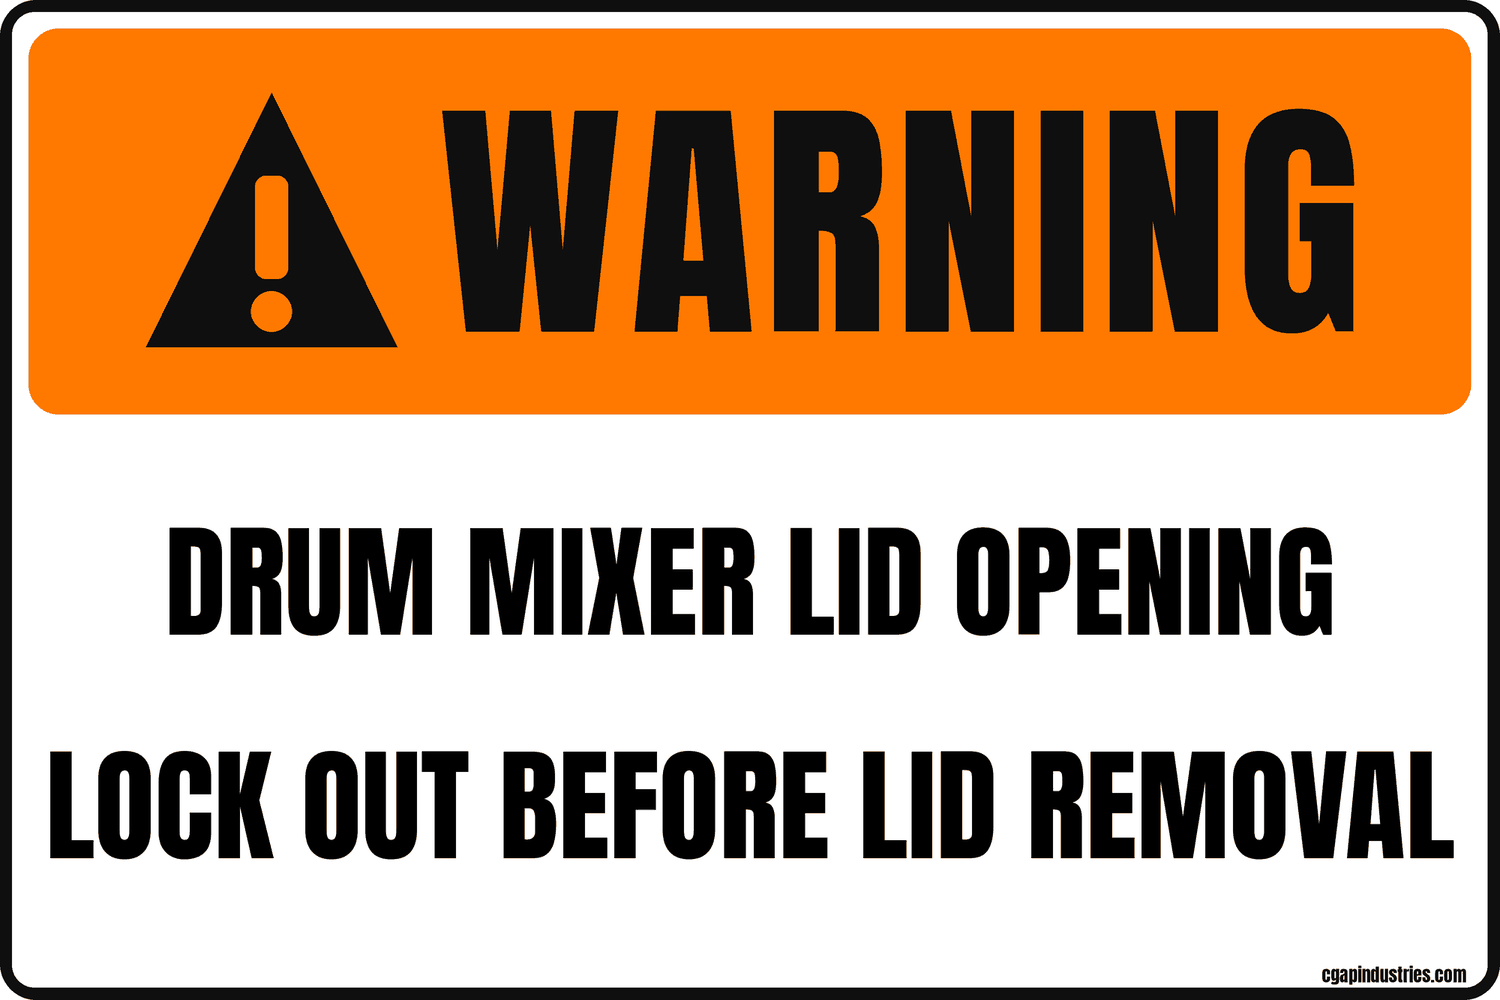 WARNING
DRUM MIXER LID OPENING
LOCK OUT BEFORE LID REMOVAL
cgapindustries.com